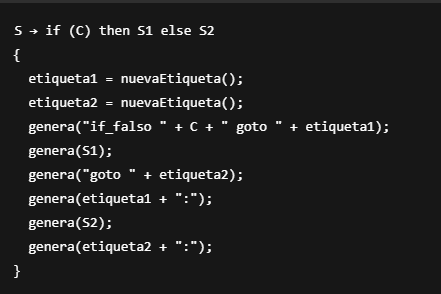 S → if (C) then S1 else S2
{
  etiqueta1 = nuevaEtiqueta();
  etiqueta2 = nuevaEtiqueta();
  genera("if_falso " + C + " goto " + etiqueta1);
  genera(S1);
  genera("goto " + etiqueta2);
  genera(etiqueta1 + ":");
  genera(S2);
  genera(etiqueta2 + ":");
}